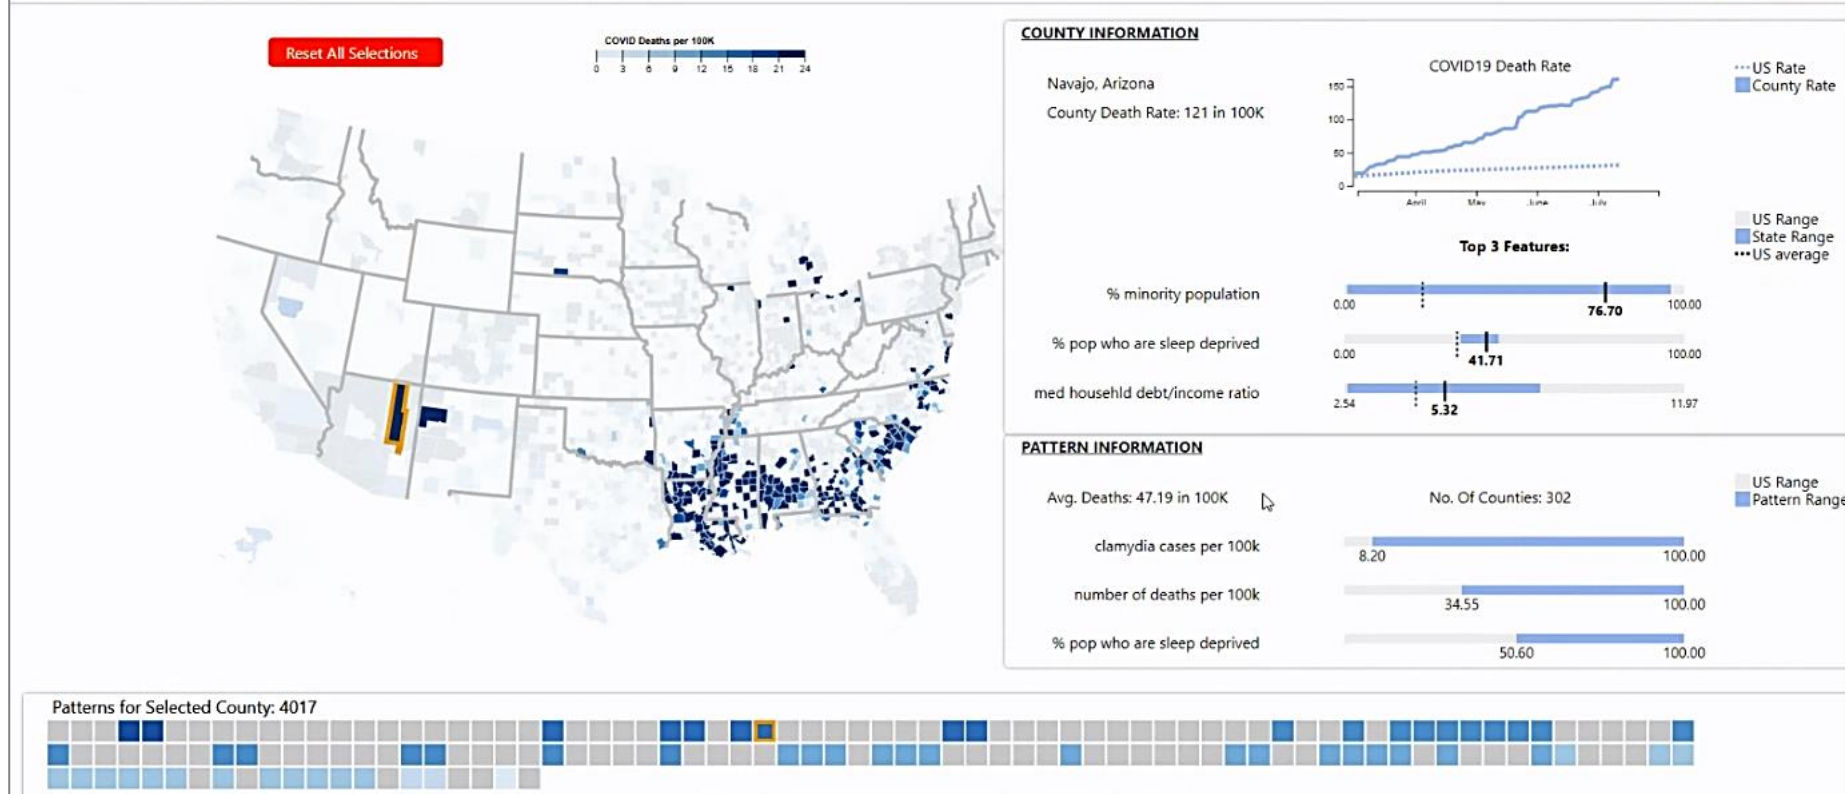 Reset All Selections
COVID Deaths per 100K
0 3 6 9 12 15 18 21 24
COUNTY INFORMATION
Navajo, Arizona
County Death Rate: 121 in 100K
COVID19 Death Rate
150
100
50
0
April May June July
US Rate
County Rate
US Range
State Range
US average
Top 3 Features:
% minority population
0.00 76.70 100.00
% pop who are sleep deprived
0.00 41.71 100.00
med househld debt/income ratio
2.54 5.32 11.97
PATTERN INFORMATION
Avg. Deaths: 47.19 in 100K
No. Of Counties: 302
US Range
Pattern Range
clamydia cases per 100k
8.20 100.00
number of deaths per 100k
34.55 100.00
% pop who are sleep deprived
50.60 100.00
Patterns for Selected County: 4017